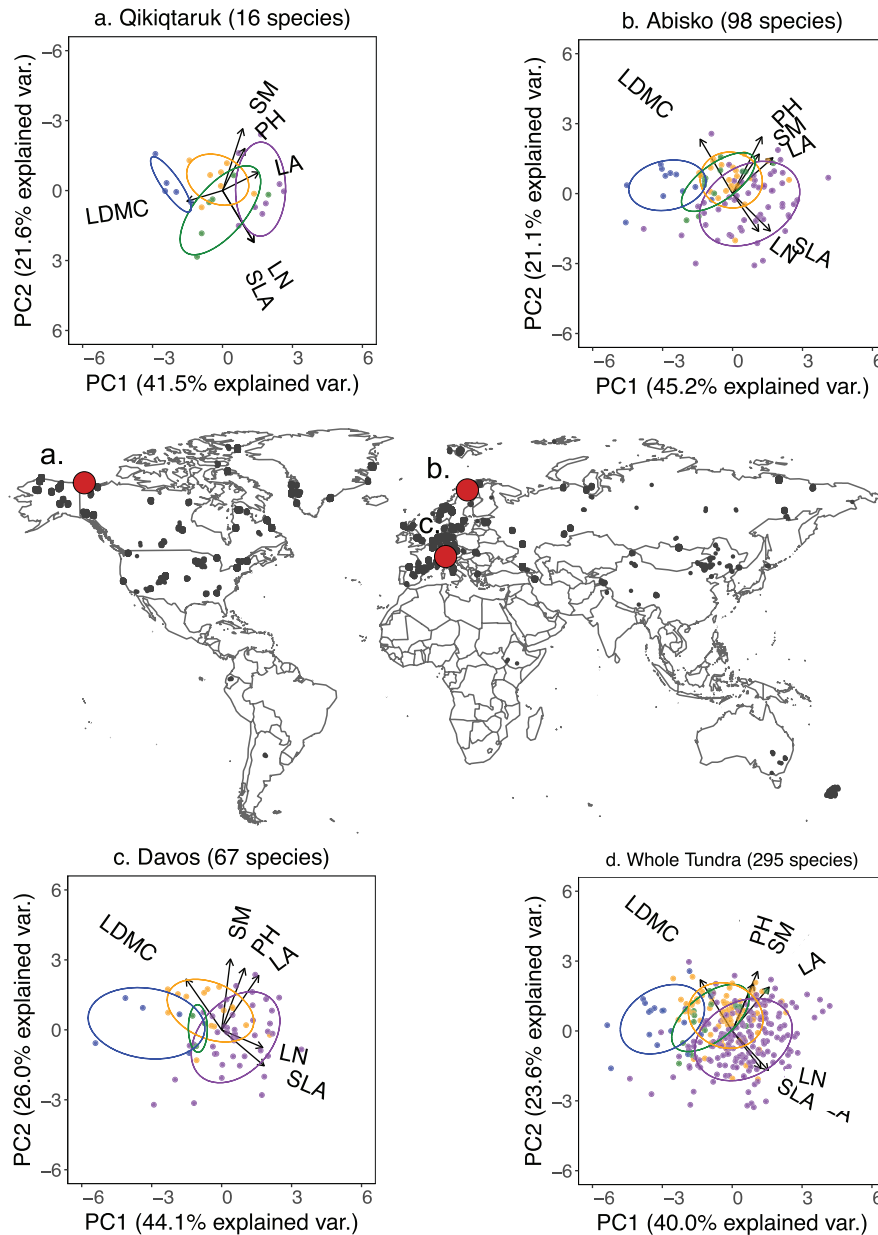 a. Qikiqtaruk (16 species)
−6
−3
0
3
6
PC2 (21.6% explained var.)
SM
PH
LA
LDMC
LN
SLA
−6 −3 0 3 6
PC1 (41.5% explained var.)
b. Abisko (98 species)
6
3
0
−3
−6
PC2 (21.1% explained var.)
LDMC
PH
SM
LA
LN
SLA
−6 −3 0 3 6
PC1 (45.2% explained var.)
a.
b.
c.
c. Davos (67 species)
6
3
0
−3
−6
PC2 (26.0% explained var.)
LDMC
SM
PH
LA
LN
SLA
−6 −3 0 3 6
PC1 (44.1% explained var.)
d. Whole Tundra (295 species)
6
3
0
−3
−6
PC2 (23.6% explained var.)
LDMC
PH
SM
LA
LN
SLA
−6 −3 0 3 6
PC1 (40.0% explained var.)